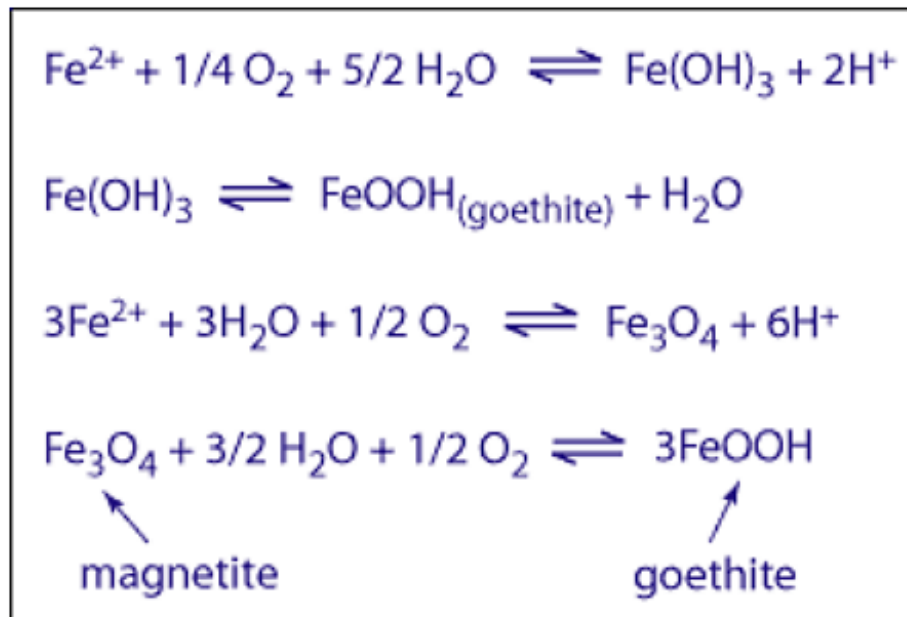 Fe²⁺ + 1/4 O₂ + 5/2 H₂O ⇌ Fe(OH)₃ + 2H⁺
Fe(OH)₃ ⇌ FeOOH₍goethite₎ + H₂O
3Fe²⁺ + 3H₂O + 1/2 O₂ ⇌ Fe₃O₄ + 6H⁺
Fe₃O₄ + 3/2 H₂O + 1/2 O₂ ⇌ 3FeOOH
magnetite goethite